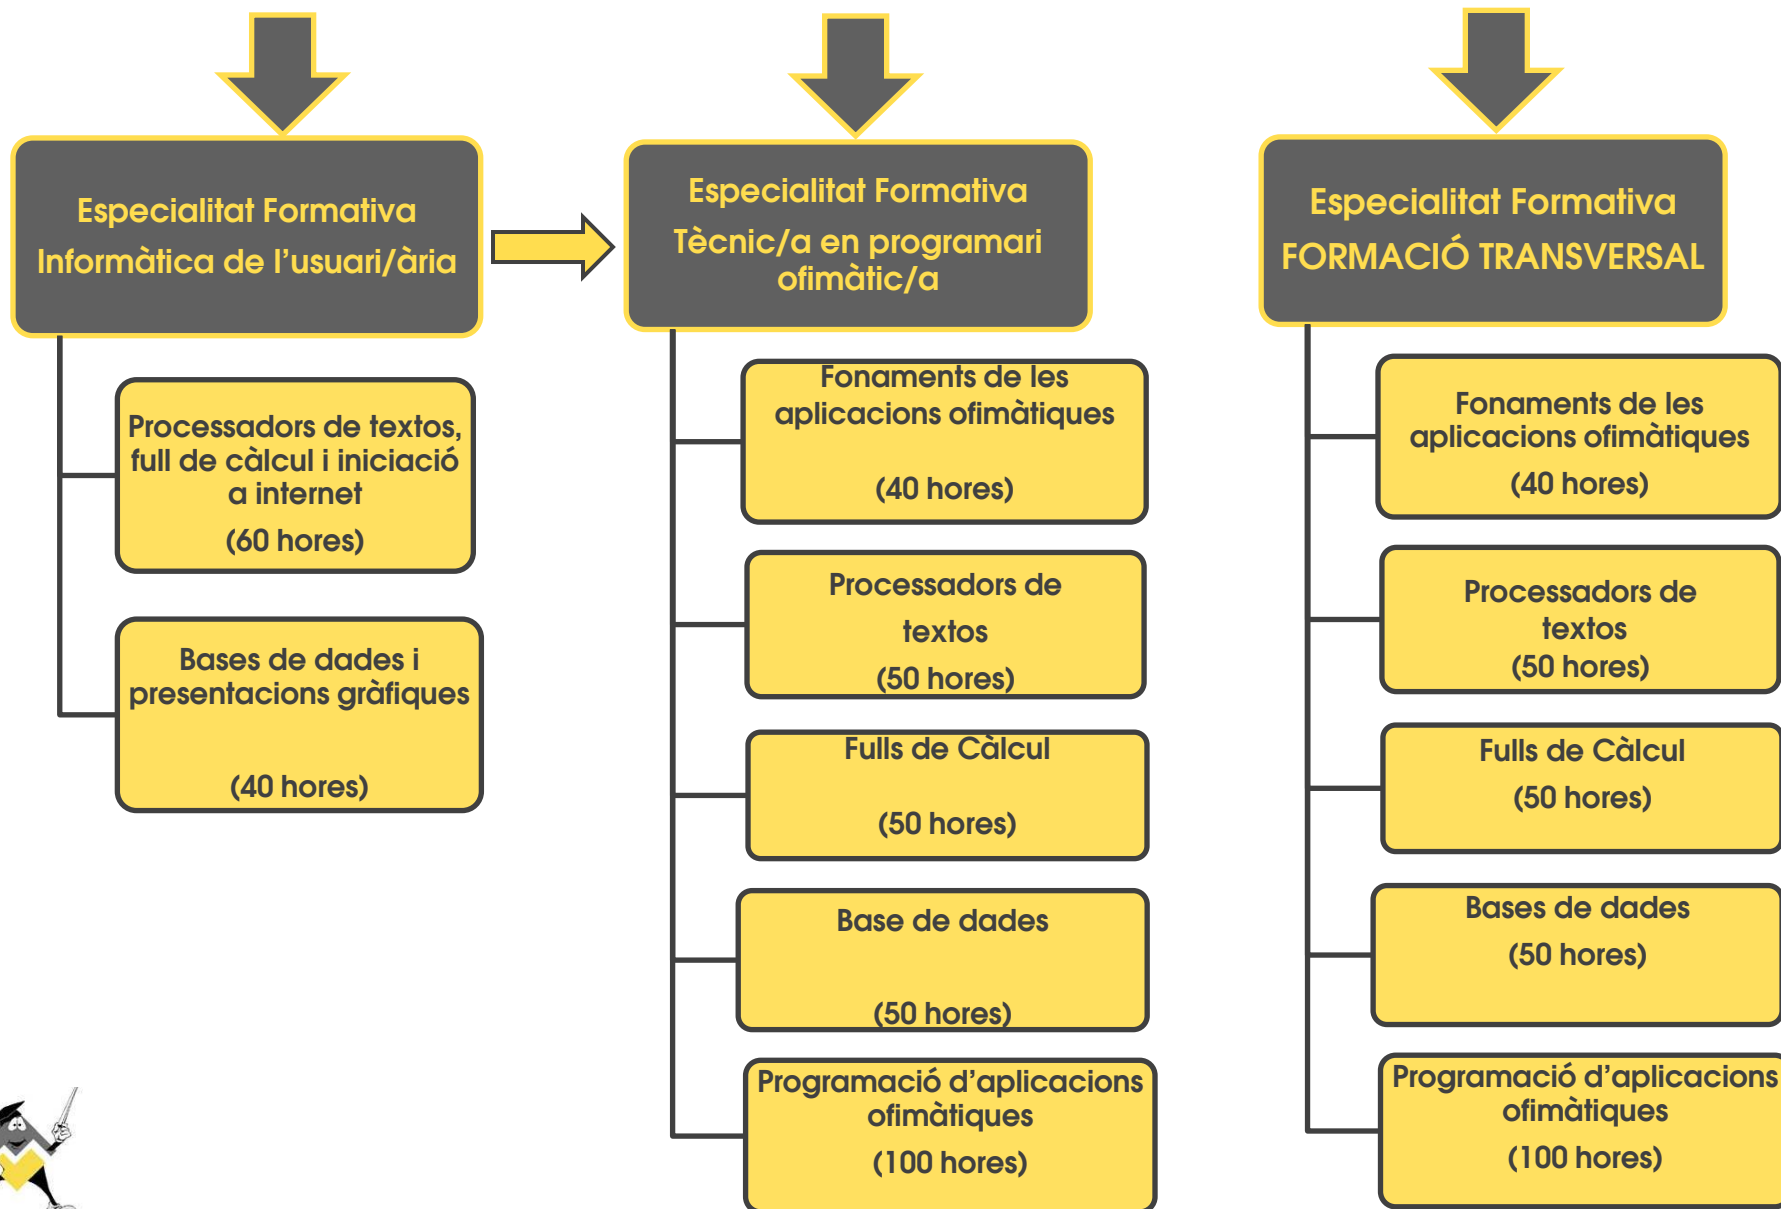 Especialitat Formativa
Informàtica de l'usuari/ària
Processadors de textos,
full de càlcul i iniciació
a internet
(60 hores)
Bases de dades i
presentacions gràfiques
(40 hores)
Especialitat Formativa
Tècnic/a en programari
ofimàtic/a
Fonaments de les
aplicacions ofimàtiques
(40 hores)
Processadors de
textos
(50 hores)
Fulls de Càlcul
(50 hores)
Base de dades
(50 hores)
Programació d'aplicacions
ofimàtiques
(100 hores)
Especialitat Formativa
FORMACIÓ TRANSVERSAL
Fonaments de les
aplicacions ofimàtiques
(40 hores)
Processadors de
textos
(50 hores)
Fulls de Càlcul
(50 hores)
Bases de dades
(50 hores)
Programació d'aplicacions
ofimàtiques
(100 hores)